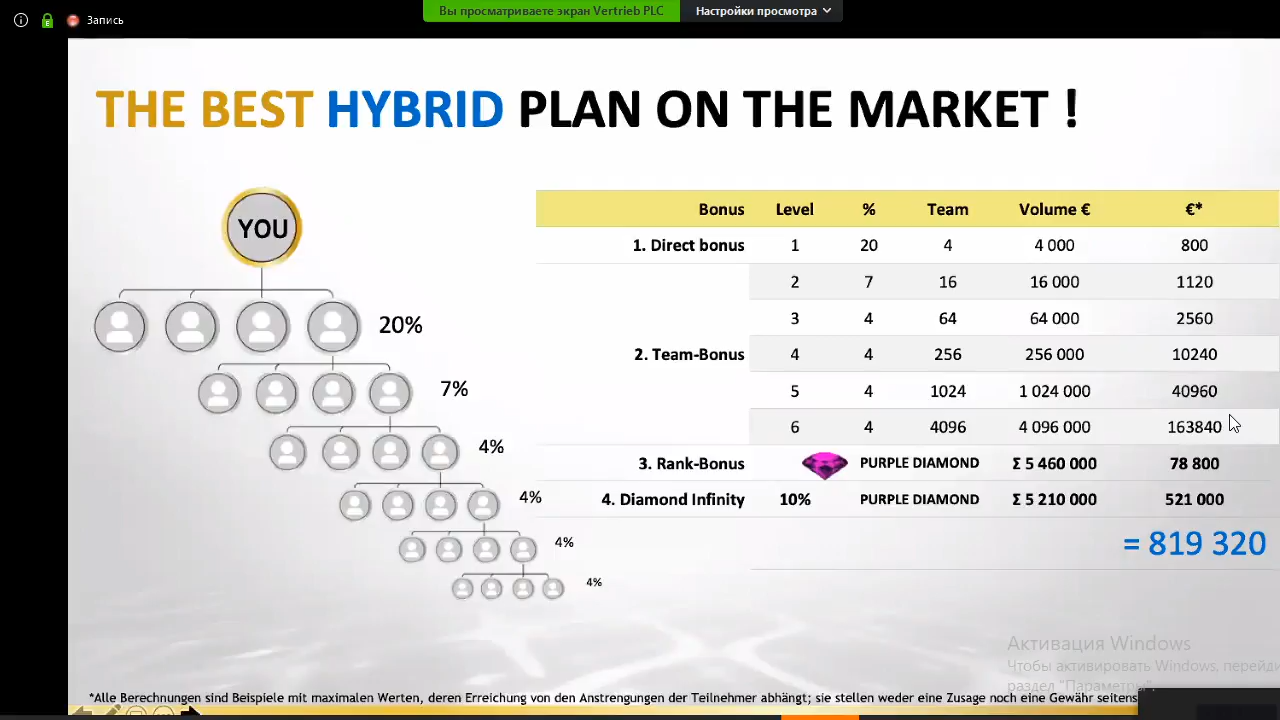 Запись
Вы просматриваете экран Vertrieb PLC
Настройки просмотра
THE BEST HYBRID PLAN ON THE MARKET !
YOU
20%
7%
4%
4%
4%
4%
Bonus Level % Team Volume € €*
1. Direct bonus 1 20 4 4 000 800
2 7 16 16 000 1120
3 4 64 64 000 2560
2. Team-Bonus 4 4 256 256 000 10240
5 4 1024 1 024 000 40960
6 4 4096 4 096 000 163840
3. Rank-Bonus PURPLE DIAMOND Σ 5 460 000 78 800
4. Diamond Infinity 10% PURPLE DIAMOND Σ 5 210 000 521 000
= 819 320
Активация Windows
Чтобы активировать Windows, перейди
раздел "Параметры".
*Alle Berechnungen sind Beispiele mit maximalen Werten, deren Erreichung von den Anstrengungen der Teilnehmer abhängt; sie stellen weder eine Zusage noch eine Gewähr seitens